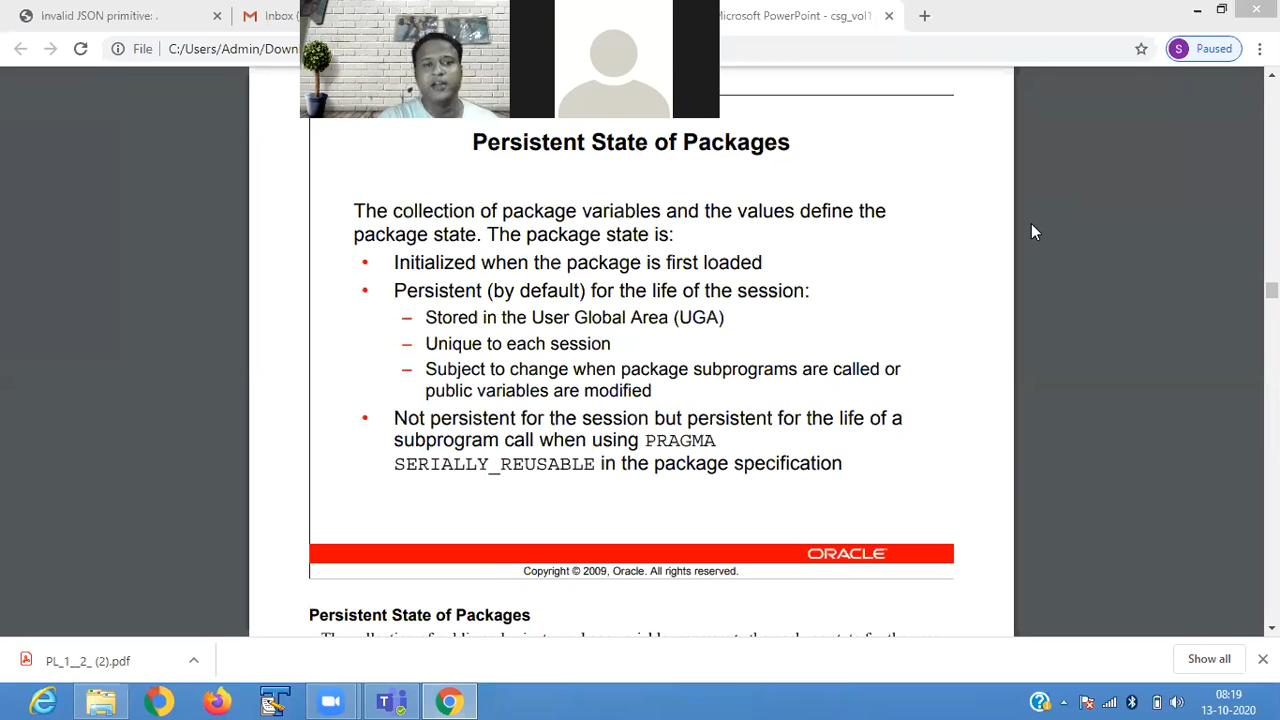 Invalid JSON primitive: .
Inbox (
Microsoft PowerPoint - csg_vol1
File
C:/Users/Admin/Down
S
Paused
Persistent State of Packages
The collection of package variables and the values define the
package state. The package state is:
• Initialized when the package is first loaded
• Persistent (by default) for the life of the session:
– Stored in the User Global Area (UGA)
– Unique to each session
– Subject to change when package subprograms are called or
public variables are modified
• Not persistent for the session but persistent for the life of a
subprogram call when using PRAGMA
SERIALLY_REUSABLE in the package specification
ORACLE
Copyright © 2009, Oracle. All rights reserved.
Persistent State of Packages
PL_1__2_ (2).pdf
Show all
08:19
13-10-2020